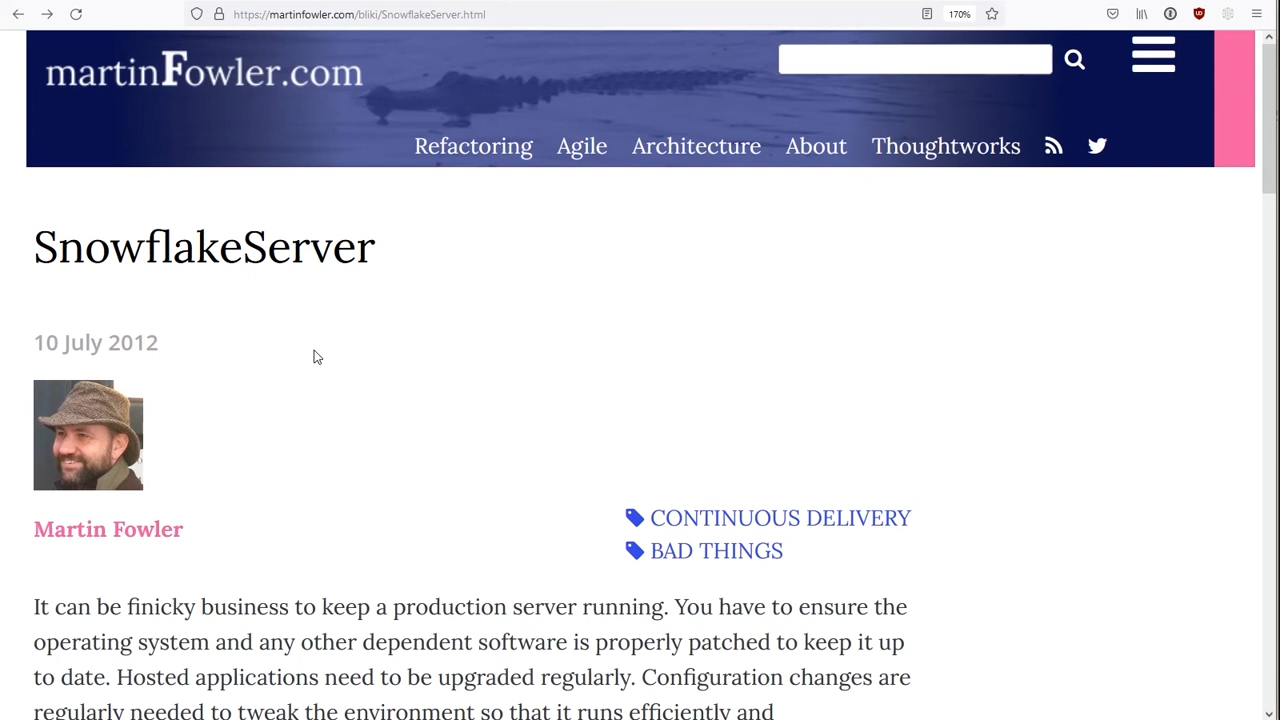 https://martinfowler.com/bliki/SnowflakeServer.html
170%
martinFowler.com
Refactoring Agile Architecture About Thoughtworks
SnowflakeServer
10 July 2012
Martin Fowler
CONTINUOUS DELIVERY
BAD THINGS
It can be finicky business to keep a production server running. You have to ensure the
operating system and any other dependent software is properly patched to keep it up
to date. Hosted applications need to be upgraded regularly. Configuration changes are
regularly needed to tweak the environment so that it runs efficiently and